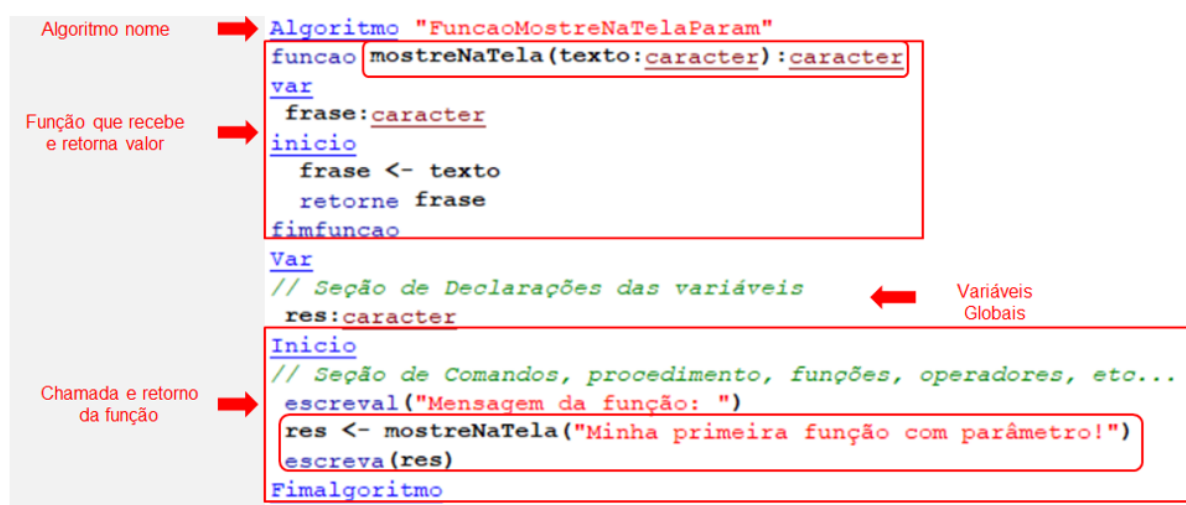 Algoritmo nome
Algoritmo "FuncaoMostreNaTelaParam"
funcao mostreNaTela(texto:caracter):caracter
var
frase:caracter
Função que recebe
e retorna valor
inicio
frase <- texto
retorne frase
fimfuncao
Var
// Seção de Declarações das variáveis
Variáveis
Globais
res:caracter
Inicio
// Seção de Comandos, procedimento, funções, operadores, etc...
Chamada e retorno
da função
escreval("Mensagem da função: ")
res <- mostreNaTela("Minha primeira função com parâmetro!")
escreva(res)
Fimalgoritmo